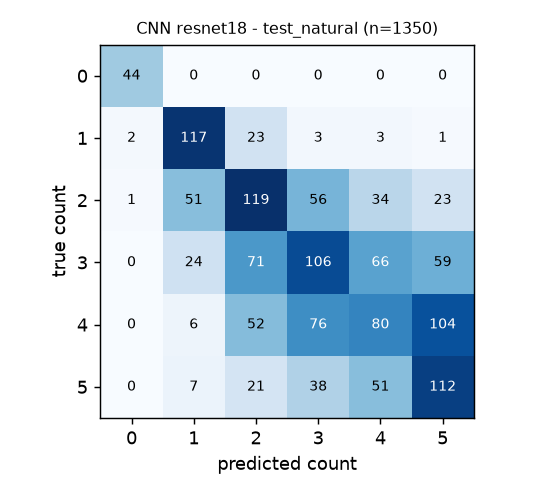 CNN resnet18 - test_natural (n=1350)
true count
0 44 0 0 0 0 0
1 2 117 23 3 3 1
2 1 51 119 56 34 23
3 0 24 71 106 66 59
4 0 6 52 76 80 104
5 0 7 21 38 51 112
0 1 2 3 4 5
predicted count